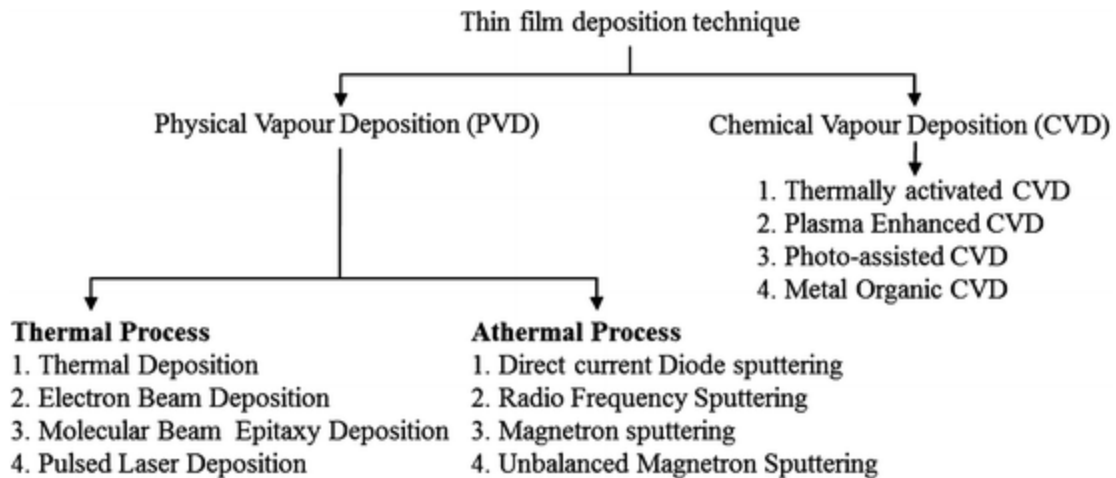 Thin film deposition technique
Physical Vapour Deposition (PVD)
Chemical Vapour Deposition (CVD)
1. Thermally activated CVD
2. Plasma Enhanced CVD
3. Photo-assisted CVD
4. Metal Organic CVD
Thermal Process
1. Thermal Deposition
2. Electron Beam Deposition
3. Molecular Beam Epitaxy Deposition
4. Pulsed Laser Deposition
Athermal Process
1. Direct current Diode sputtering
2. Radio Frequency Sputtering
3. Magnetron sputtering
4. Unbalanced Magnetron Sputtering